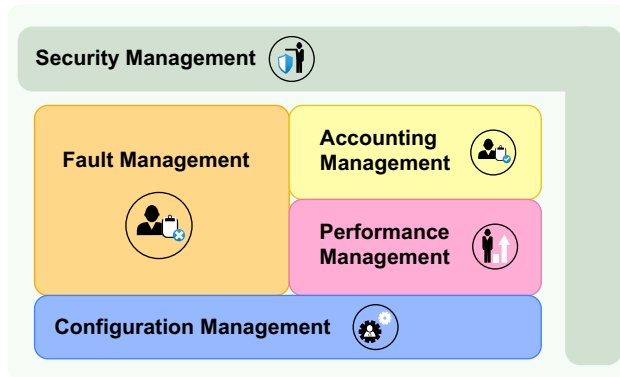 Security Management
Fault Management
Accounting
Management
Performance
Management
Configuration Management